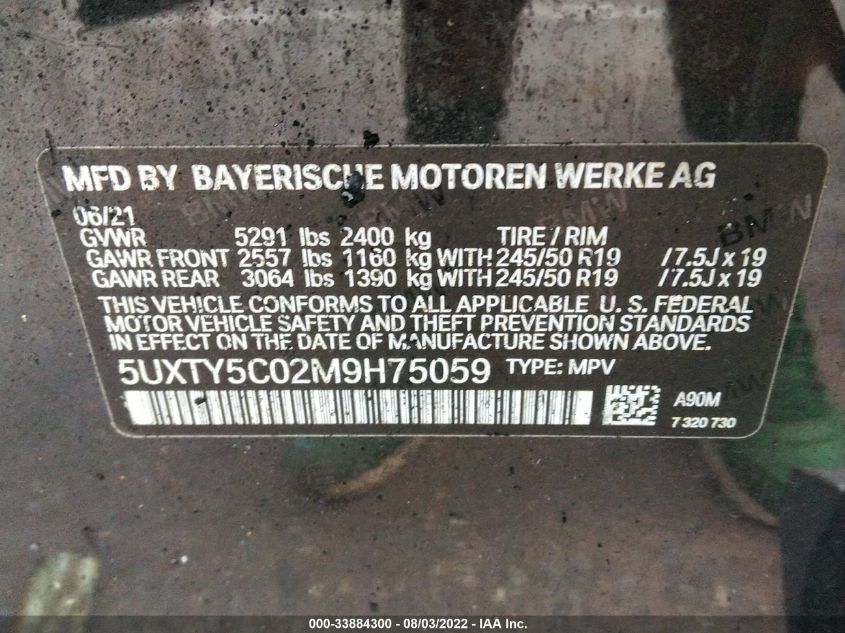 MFD BY BAYERISCHE MOTOREN WERKE AG
06/21
GVWR 5291 lbs 2400 kg TIRE / RIM
GAWR FRONT 2557 lbs 1160 kg WITH 245/50 R19 /7.5J x 19
GAWR REAR 3064 lbs 1390 kg WITH 245/50 R19 /7.5J x 19
THIS VEHICLE CONFORMS TO ALL APPLICABLE U. S. FEDERAL
MOTOR VEHICLE SAFETY AND THEFT PREVENTION STANDARDS
IN EFFECT ON THE DATE OF MANUFACTURE SHOWN ABOVE.
5UXTY5C02M9H75059 TYPE: MPV
A90M
7 320 730
000-33884300 - 08/03/2022 - IAA Inc.